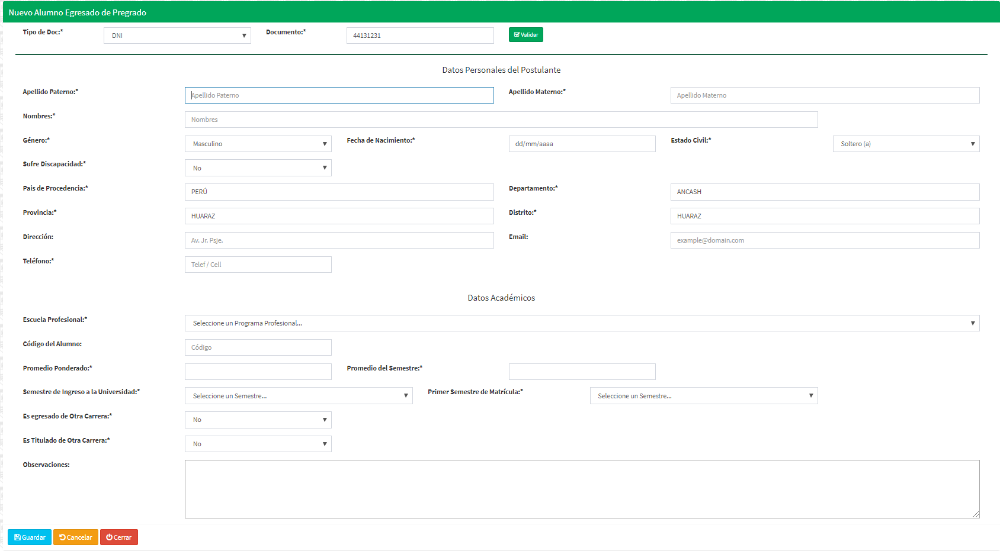 Nuevo Alumno Egresado de Pregrado
Tipo de Doc:* DNI Documento:* 44131231 Validar
Datos Personales del Postulante
Apellido Paterno:* Apellido Paterno Apellido Materno:* Apellido Materno
Nombres:* Nombres
Género:* Masculino Fecha de Nacimiento:* dd/mm/aaaa Estado Civil:* Soltero (a)
Sufre Discapacidad:* No
Pais de Procedencia:* PERÚ Departamento:* ANCASH
Provincia:* HUARAZ Distrito:* HUARAZ
Dirección: Av. Jr. Psje. Email: example@domain.com
Teléfono:* Telef / Cell
Datos Académicos
Escuela Profesional:* Seleccione un Programa Profesional...
Código del Alumno: Código
Promedio Ponderado:* Promedio del Semestre:*
Semestre de Ingreso a la Universidad:* Seleccione un Semestre... Primer Semestre de Matrícula:* Seleccione un Semestre...
Es egresado de Otra Carrera:* No
Es Titulado de Otra Carrera:* No
Observaciones:
Guardar Cancelar Cerrar